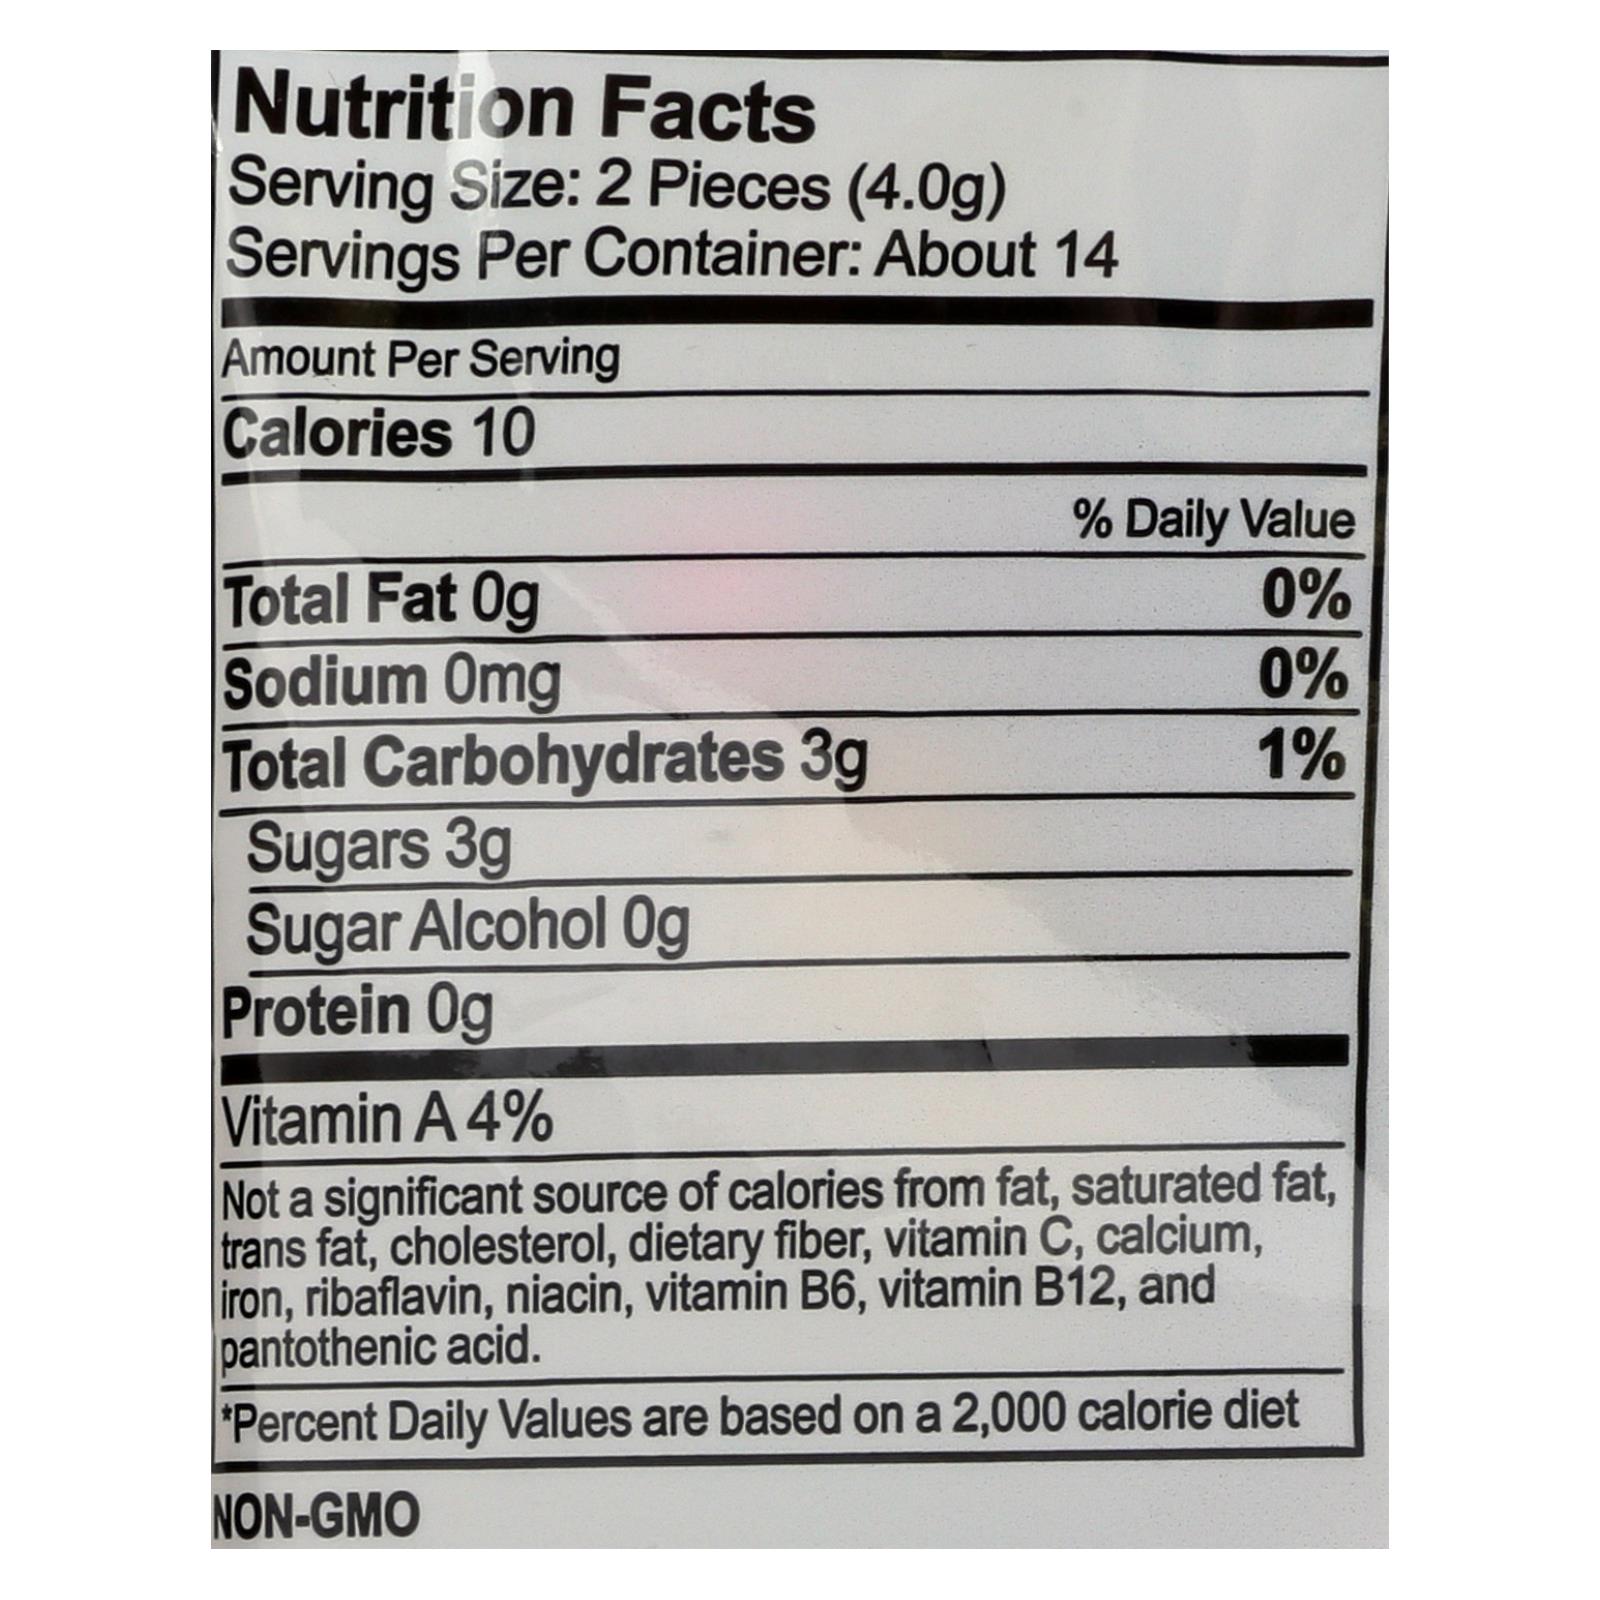 Nutrition Facts
Serving Size: 2 Pieces (4.0g)
Servings Per Container: About 14
Amount Per Serving
Calories 10
% Daily Value
Total Fat 0g 0%
Sodium 0mg 0%
Total Carbohydrates 3g 1%
Sugars 3g
Sugar Alcohol 0g
Protein 0g
Vitamin A 4%
Not a significant source of calories from fat, saturated fat,
trans fat, cholesterol, dietary fiber, vitamin C, calcium,
iron, ribaflavin, niacin, vitamin B6, vitamin B12, and
pantothenic acid.
*Percent Daily Values are based on a 2,000 calorie diet
NON-GMO